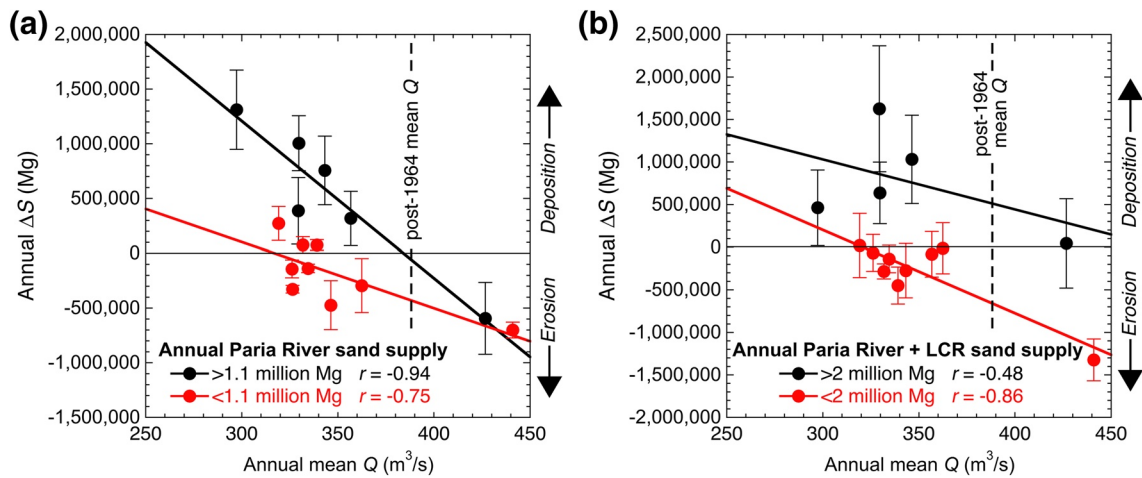 (a)
2,000,000
1,500,000
1,000,000
500,000
0
-500,000
-1,000,000
-1,500,000
Annual ΔS (Mg)
250
300
350
400
450
Annual mean Q (m³/s)
post-1964 mean Q
Deposition
Erosion
Annual Paria River sand supply
>1.1 million Mg r = -0.94
<1.1 million Mg r = -0.75
(b)
2,500,000
2,000,000
1,500,000
1,000,000
500,000
0
-500,000
-1,000,000
-1,500,000
-2,000,000
Annual ΔS (Mg)
250
300
350
400
450
Annual mean Q (m³/s)
post-1964
mean Q
Deposition
Erosion
Annual Paria River + LCR sand supply
>2 million Mg r = -0.48
<2 million Mg r = -0.86